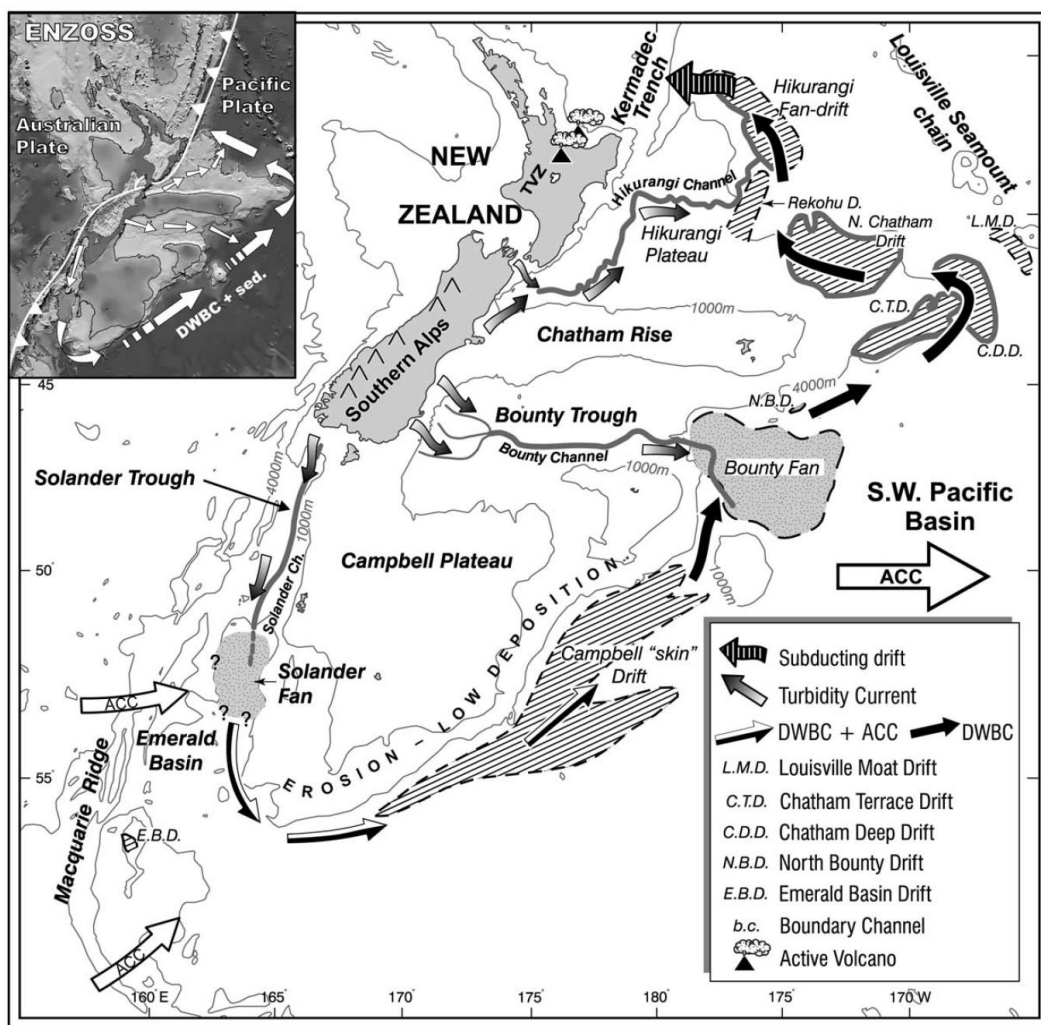 ENZOSS
Pacific
Plate
Australian
Plate
DWBC + sed.
Kermadec
Trench
Hikurangi
Fan-drift
Louisville Seamount
chain
NEW
ZEALAND
TVZ
Hikurangi Channel
Rekohu D.
L.M.D.
N. Chatham
Drift
Hikurangi
Plateau
1000m
Chatham Rise
C.T.D.
C.D.D.
Southern Alps
45
4000m
N.B.D.
Bounty Trough
Bounty Channel
1000m
Bounty Fan
Solander Trough
4000m
1000m
S.W. Pacific
Basin
Campbell Plateau
ACC
50°
Solander Ch.
1000m
EROSION - LOW DEPOSITION
Campbell "skin"
Drift
?
Solander
Fan
ACC
? ?
Emerald
Basin
55°
Macquarie Ridge
E.B.D.
ACC
Subducting drift
Turbidity Current
DWBC + ACC DWBC
L.M.D. Louisville Moat Drift
C.T.D. Chatham Terrace Drift
C.D.D. Chatham Deep Drift
N.B.D. North Bounty Drift
E.B.D. Emerald Basin Drift
b.c. Boundary Channel
Active Volcano
160°E 165° 170° 175° 180° 170°W